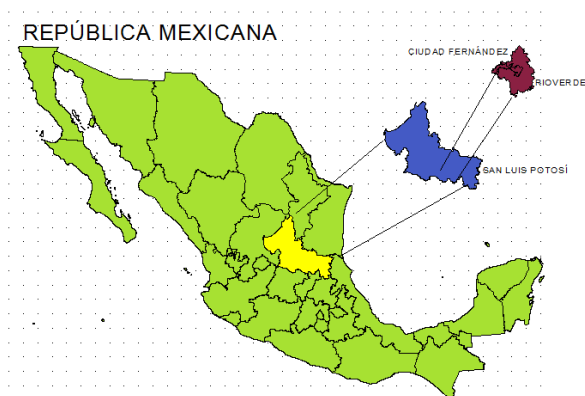 REPÚBLICA MEXICANA
CIUDAD FERNÁNDEZ
RIOVERDE
SAN LUIS POTOSÍ